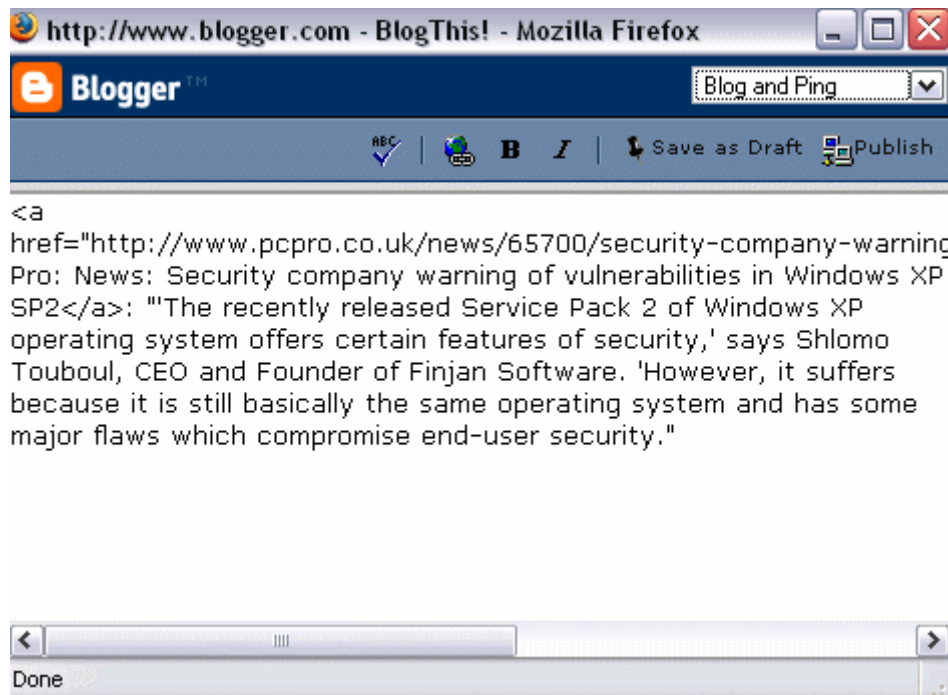 http://www.blogger.com - BlogThis! - Mozilla Firefox
Blogger™
Blog and Ping
ABC
B I Save as Draft Publish
<a
href="http://www.pcpro.co.uk/news/65700/security-company-warning
Pro: News: Security company warning of vulnerabilities in Windows XP
SP2</a>: "'The recently released Service Pack 2 of Windows XP
operating system offers certain features of security,' says Shlomo
Touboul, CEO and Founder of Finjan Software. 'However, it suffers
because it is still basically the same operating system and has some
major flaws which compromise end-user security."
Done